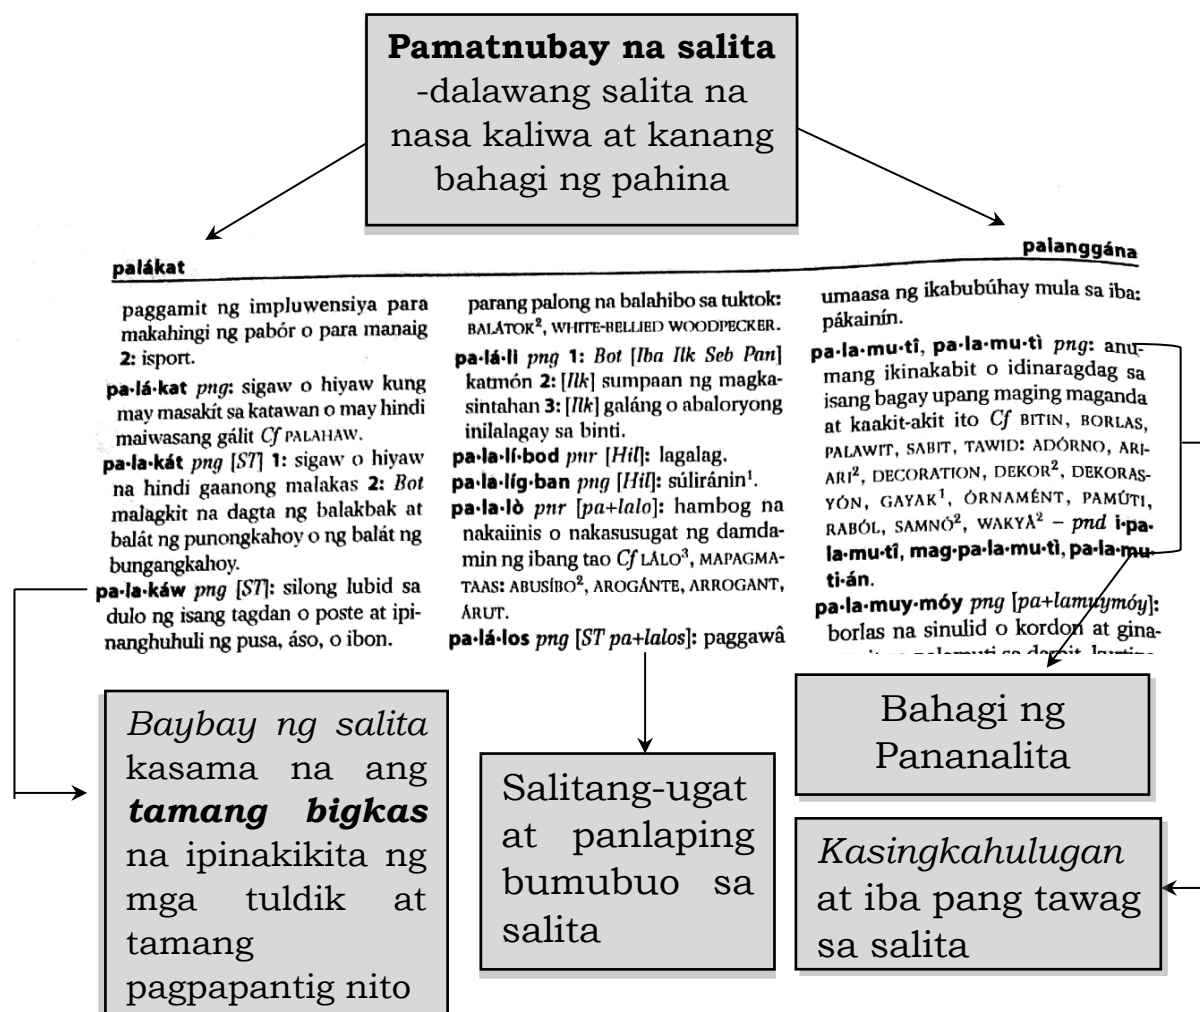 Pamatnubay na salita
-dalawang salita na
nasa kaliwa at kanang
bahagi ng pahina
palákat
palanggána
paggamit ng impluwensiya para
makahingi ng pabór o para manaig
2: isport.
pa·lá·kat png: sigaw o hiyaw kung
may masakít sa katawan o may hindi
maiwasang gálit Cf PALAHAW.
pa·la·kát png [ST] 1: sigaw o hiyaw
na hindi gaanong malakas 2: Bot
malagkit na dagta ng balakbak at
balát ng punongkahoy o ng balát ng
bungangkahoy.
pa·la·káw png [ST]: silong lubid sa
dulo ng isang tagdan o poste at ipi-
nanghuhuli ng pusa, áso, o ibon.
parang palong na balahibo sa tuktok:
BALÁTOK², WHITE-BELLIED WOODPECKER.
pa·lá·li png 1: Bot [Iba Ilk Seb Pan]
katmón 2: [Ilk] sumpaan ng magka-
sintahan 3: [Ilk] galáng o abaloryong
inilalagay sa binti.
pa·la·lí·bod pnr [Hil]: lagalag.
pa·la·líg·ban png [Hil]: súliránin¹.
pa·la·lò pnr [pa+lalo]: hambog na
nakaiinis o nakasusugat ng damda-
min ng ibang tao Cf LÁLO³, MAPAGMA-
TAAS: ABUSÍBO², AROGÁNTE, ARROGANT,
ÁRUT.
pa·lá·los png [ST pa+lalos]: paggawâ
umaasa ng ikabubúhay mula sa iba:
pákainín.
pa·la·mu·tî, pa·la·mu·tì png: anu-
mang ikinakabit o idinaragdag sa
isang bagay upang maging maganda
at kaakit-akit ito Cf BITIN, BORLAS,
PALAWIT, SABIT, TAWID: ADÓRNO, ARI-
ARI², DECORATION, DEKOR², DEKORAS-
YÓN, GAYAK¹, ÓRNAMÉNT, PAMÚTI,
RABÓL, SAMNÓ², WAKYÂ² – pnd i·pa-
la·mu·tî, mag·pa·la·mu·tì, pa·la·mu-
ti·án.
pa·la·muy·móy png [pa+lamuymóy]:
borlas na sinulid o kordon at gina-
Baybay ng salita
kasama na ang
tamang bigkas
na ipinakikita ng
mga tuldik at
tamang
pagpapantig nito
Salitang-ugat
at panlaping
bumubuo sa
salita
Bahagi ng
Pananalita
Kasingkahulugan
at iba pang tawag
sa salita